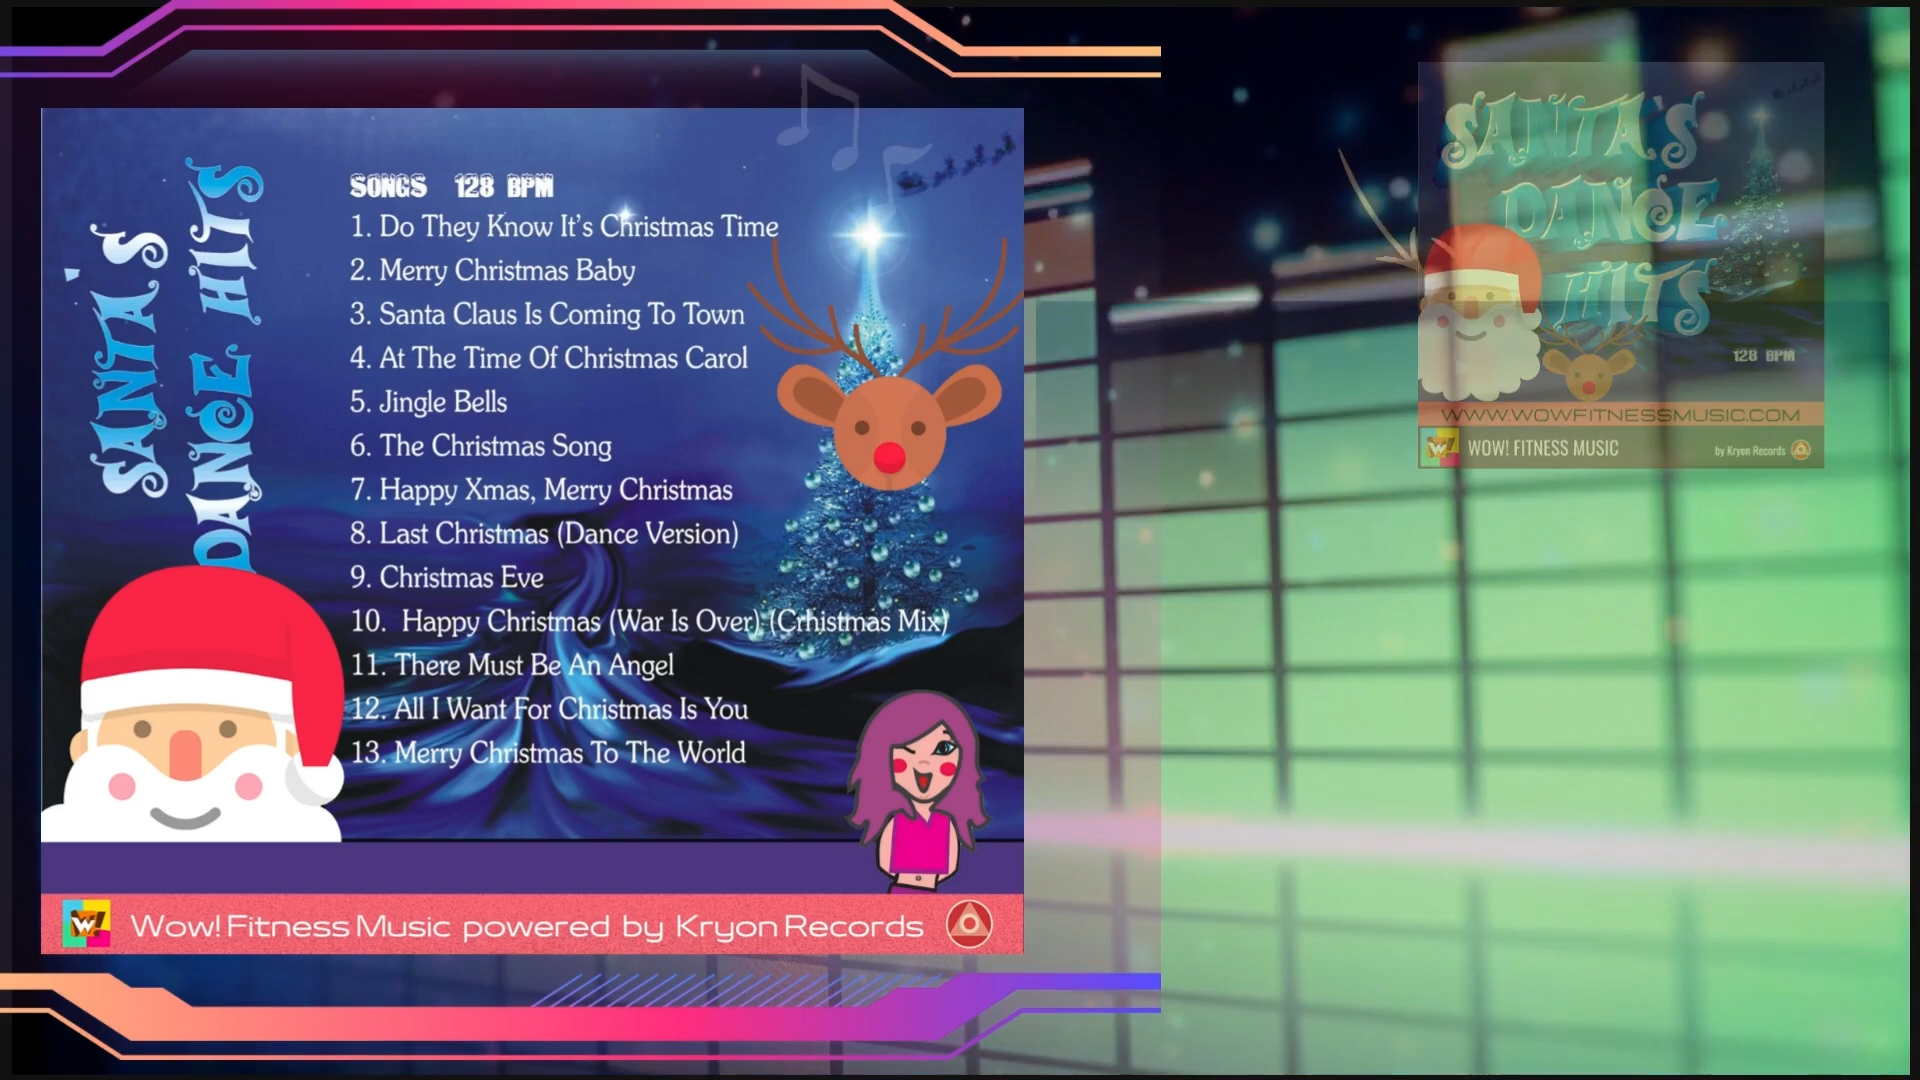 SANTA'S
DANCE HITS
SONGS 128 BPM
1. Do They Know It's Christmas Time
2. Merry Christmas Baby
3. Santa Claus Is Coming To Town
4. At The Time Of Christmas Carol
5. Jingle Bells
6. The Christmas Song
7. Happy Xmas, Merry Christmas
8. Last Christmas (Dance Version)
9. Christmas Eve
10. Happy Christmas (War Is Over) (Crhistmas Mix)
11. There Must Be An Angel
12. All I Want For Christmas Is You
13. Merry Christmas To The World
W! Wow! Fitness Music powered by Kryon Records
SANTA'S
DANCE
HITS
128 BPM
WWW.WOWFITNESSMUSIC.COM
W! WOW! FITNESS MUSIC by Kryon Records